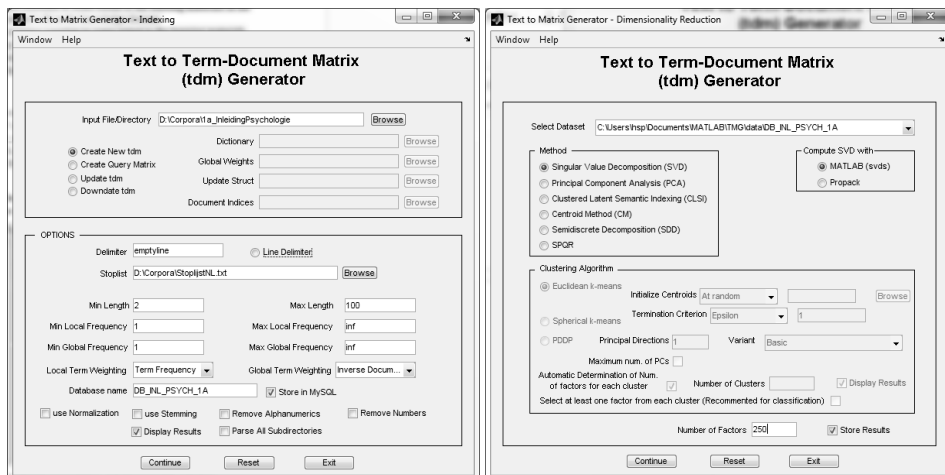 Text to Matrix Generator - Indexing
Window Help
Text to Term-Document Matrix
(tdm) Generator
Input File/Directory D:\Corpora\1a_InleidingPsychologie Browse
Create New tdm
Create Query Matrix
Update tdm
Downdate tdm
Dictionary Browse
Global Weights Browse
Update Struct Browse
Document Indices Browse
OPTIONS
Delimiter emptyline Line Delimiter
Stoplist D:\Corpora\StoplijstNL.txt Browse
Min Length 2 Max Length 100
Min Local Frequency 1 Max Local Frequency inf
Min Global Frequency 1 Max Global Frequency inf
Local Term Weighting Term Frequency Global Term Weighting Inverse Docum...
Database name DB_INL_PSYCH_1A Store in MySQL
use Normalization use Stemming Remove Alphanumerics Remove Numbers
Display Results Parse All Subdirectories
Continue Reset Exit
Text to Matrix Generator - Dimensionality Reduction
Window Help
Text to Term-Document Matrix
(tdm) Generator
Select Dataset C:\Users\hsp\Documents\MATLAB\TMG\data\DB_INL_PSYCH_1A
Method
Singular Value Decomposition (SVD)
Principal Component Analysis (PCA)
Clustered Latent Semantic Indexing (CLSI)
Centroid Method (CM)
Semidiscrete Decomposition (SDD)
SPQR
Compute SVD with
MATLAB (svds)
Propack
Clustering Algorithm
Euclidean k-means
Initialize Centroids At random Browse
Spherical k-means
Termination Criterion Epsilon 1
PDDP Principal Directions 1 Variant Basic
Maximum num. of PCs
Automatic Determination of Num.
of factors for each cluster Number of Clusters Display Results
Select at least one factor from each cluster (Recommented for classification)
Number of Factors 250 Store Results
Continue Reset Exit